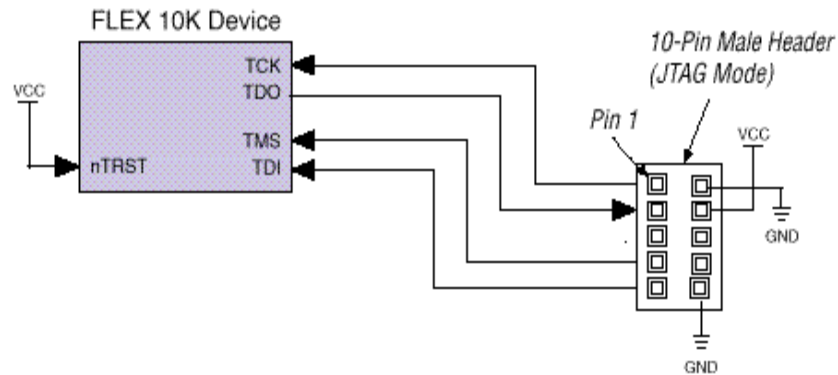 FLEX 10K Device
10-Pin Male Header
(JTAG Mode)
VCC
TCK
TDO
TMS
TDI
nTRST
Pin 1
VCC
GND
GND